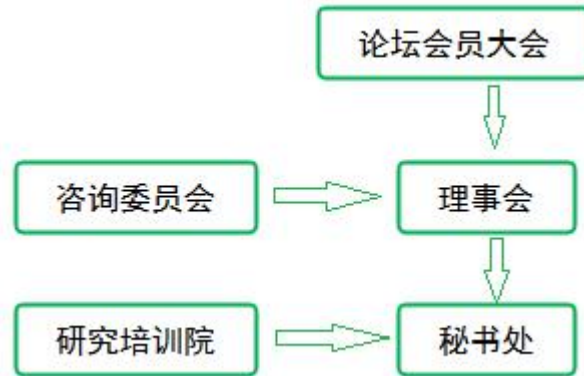 论坛会员大会
咨询委员会
理事会
研究培训院
秘书处